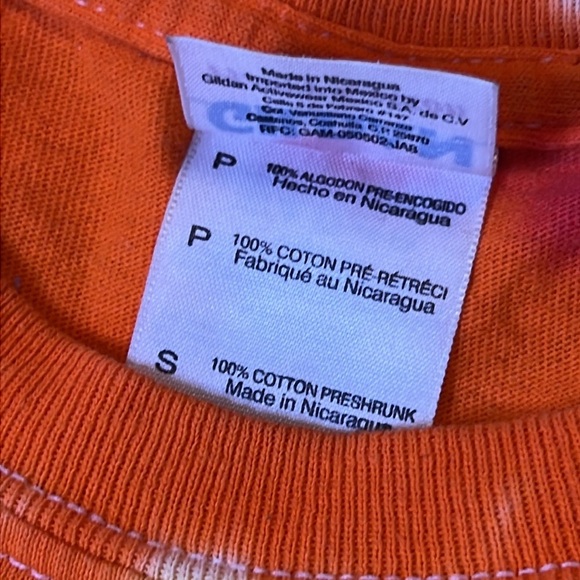 Made in Nicaragua
Imported into Mexico by
Gildan Activewear Mexico S.A. de C.V
Calle 5 de Febrero #147
Col. Venustiano Carranza
Castanos, Coahuila C.P. 25870
RFC: GAM-050502-JA8
P 100% ALGODON PRE-ENCOGIDO
Hecho en Nicaragua
P 100% COTON PRÉ-RÉTRÉCI
Fabriqué au Nicaragua
S 100% COTTON PRESHRUNK
Made in Nicaragua